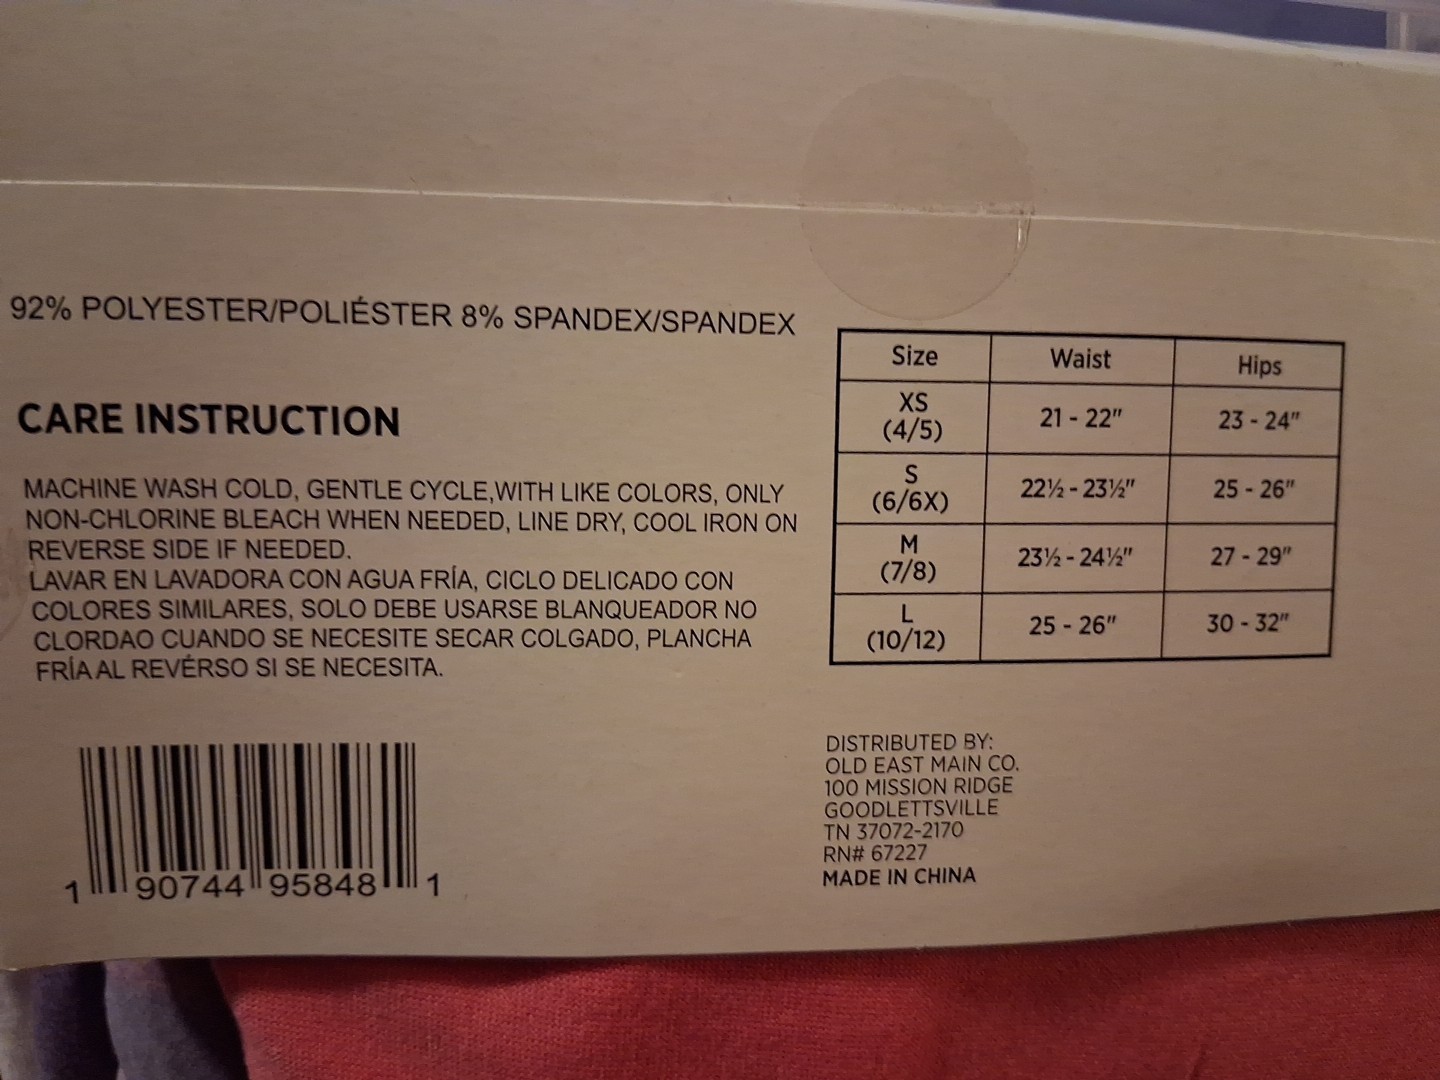 92% POLYESTER/POLIÉSTER 8% SPANDEX/SPANDEX
CARE INSTRUCTION
MACHINE WASH COLD, GENTLE CYCLE,WITH LIKE COLORS, ONLY
NON-CHLORINE BLEACH WHEN NEEDED, LINE DRY, COOL IRON ON
REVERSE SIDE IF NEEDED.
LAVAR EN LAVADORA CON AGUA FRÍA, CICLO DELICADO CON
COLORES SIMILARES, SOLO DEBE USARSE BLANQUEADOR NO
CLORDAO CUANDO SE NECESITE SECAR COLGADO, PLANCHA
FRÍA AL REVÉRSO SI SE NECESITA.
1 90744 95848 1
Size Waist Hips
XS
(4/5) 21 - 22" 23 - 24"
S
(6/6X) 22½ - 23½" 25 - 26"
M
(7/8) 23½ - 24½" 27 - 29"
L
(10/12) 25 - 26" 30 - 32"
DISTRIBUTED BY:
OLD EAST MAIN CO.
100 MISSION RIDGE
GOODLETTSVILLE
TN 37072-2170
RN# 67227
MADE IN CHINA